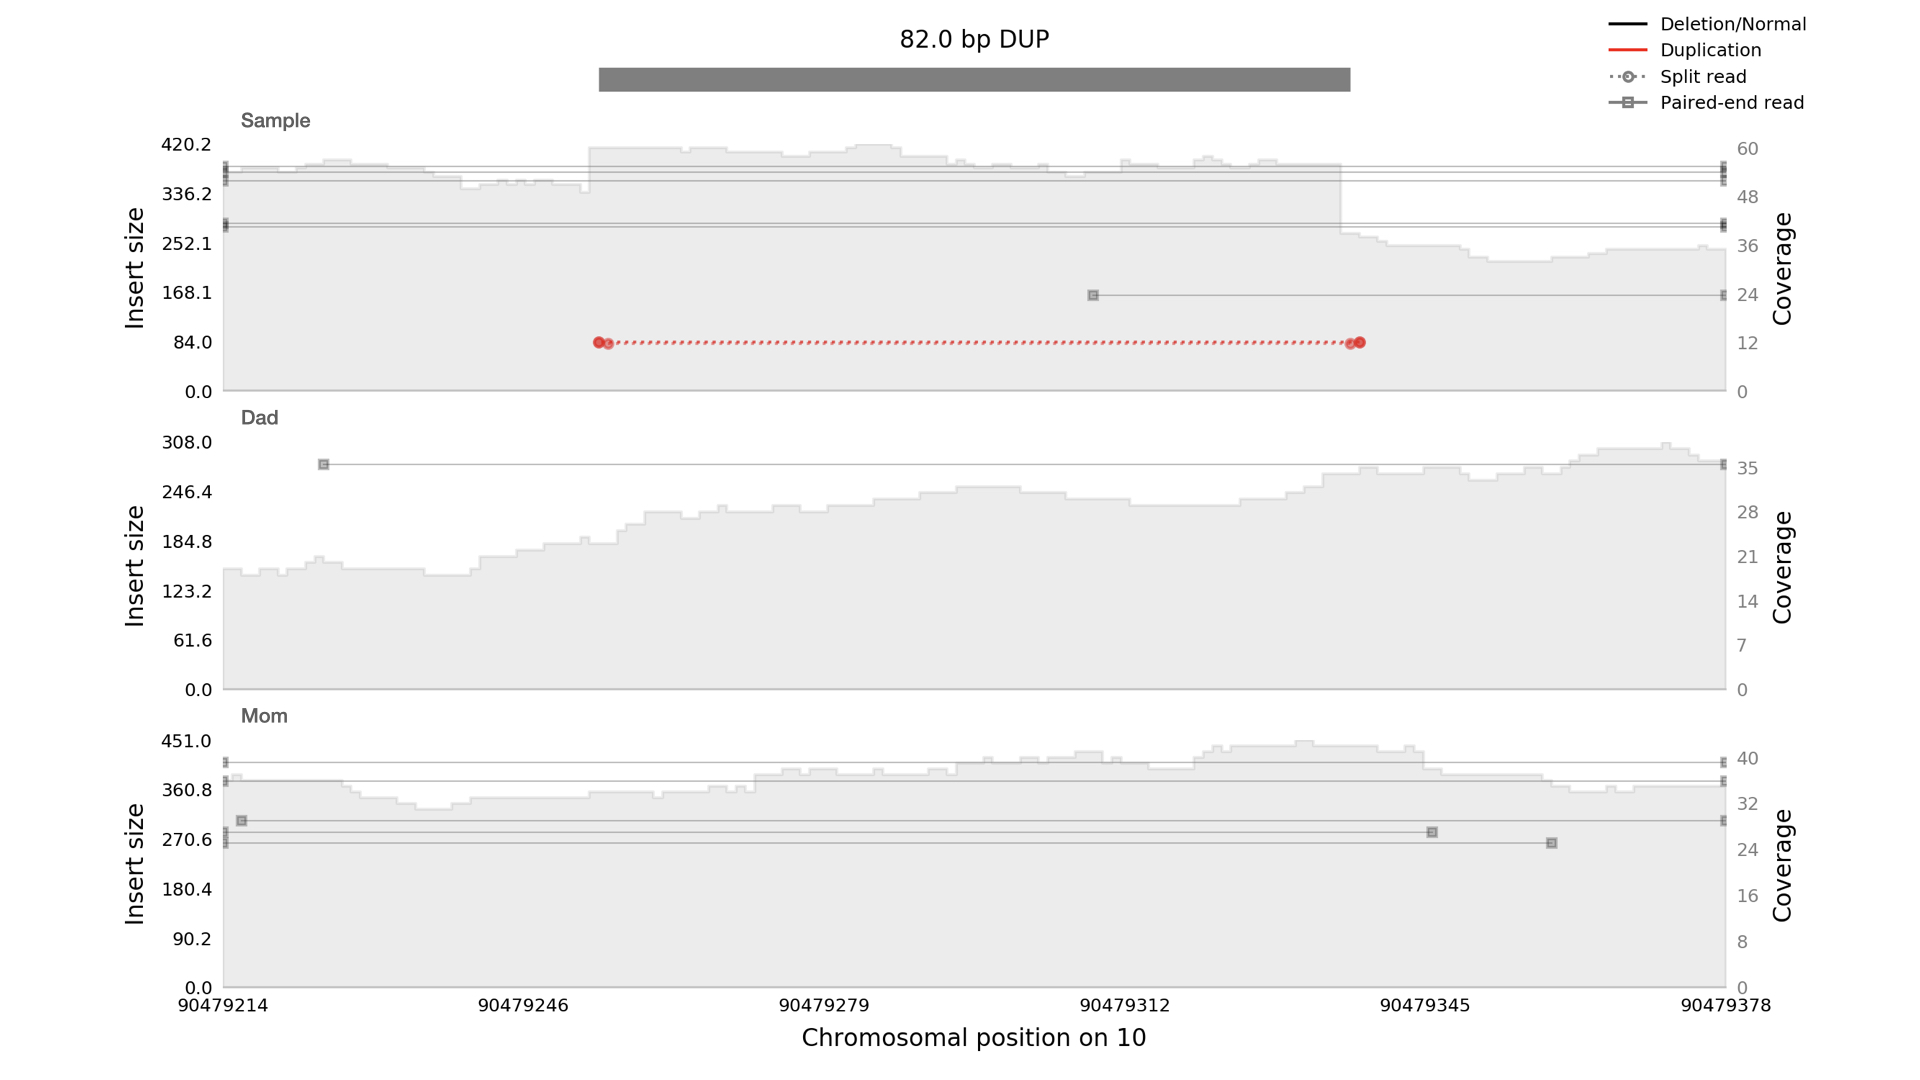 82.0 bp DUP
Deletion/Normal
Duplication
Split read
Paired-end read
Sample
420.2
336.2
252.1
168.1
84.0
0.0
Insert size
60
48
36
24
12
0
Coverage
Dad
308.0
246.4
184.8
123.2
61.6
0.0
Insert size
35
28
21
14
7
0
Coverage
Mom
451.0
360.8
270.6
180.4
90.2
0.0
Insert size
40
32
24
16
8
0
Coverage
90479214 90479246 90479279 90479312 90479345 90479378
Chromosomal position on 10